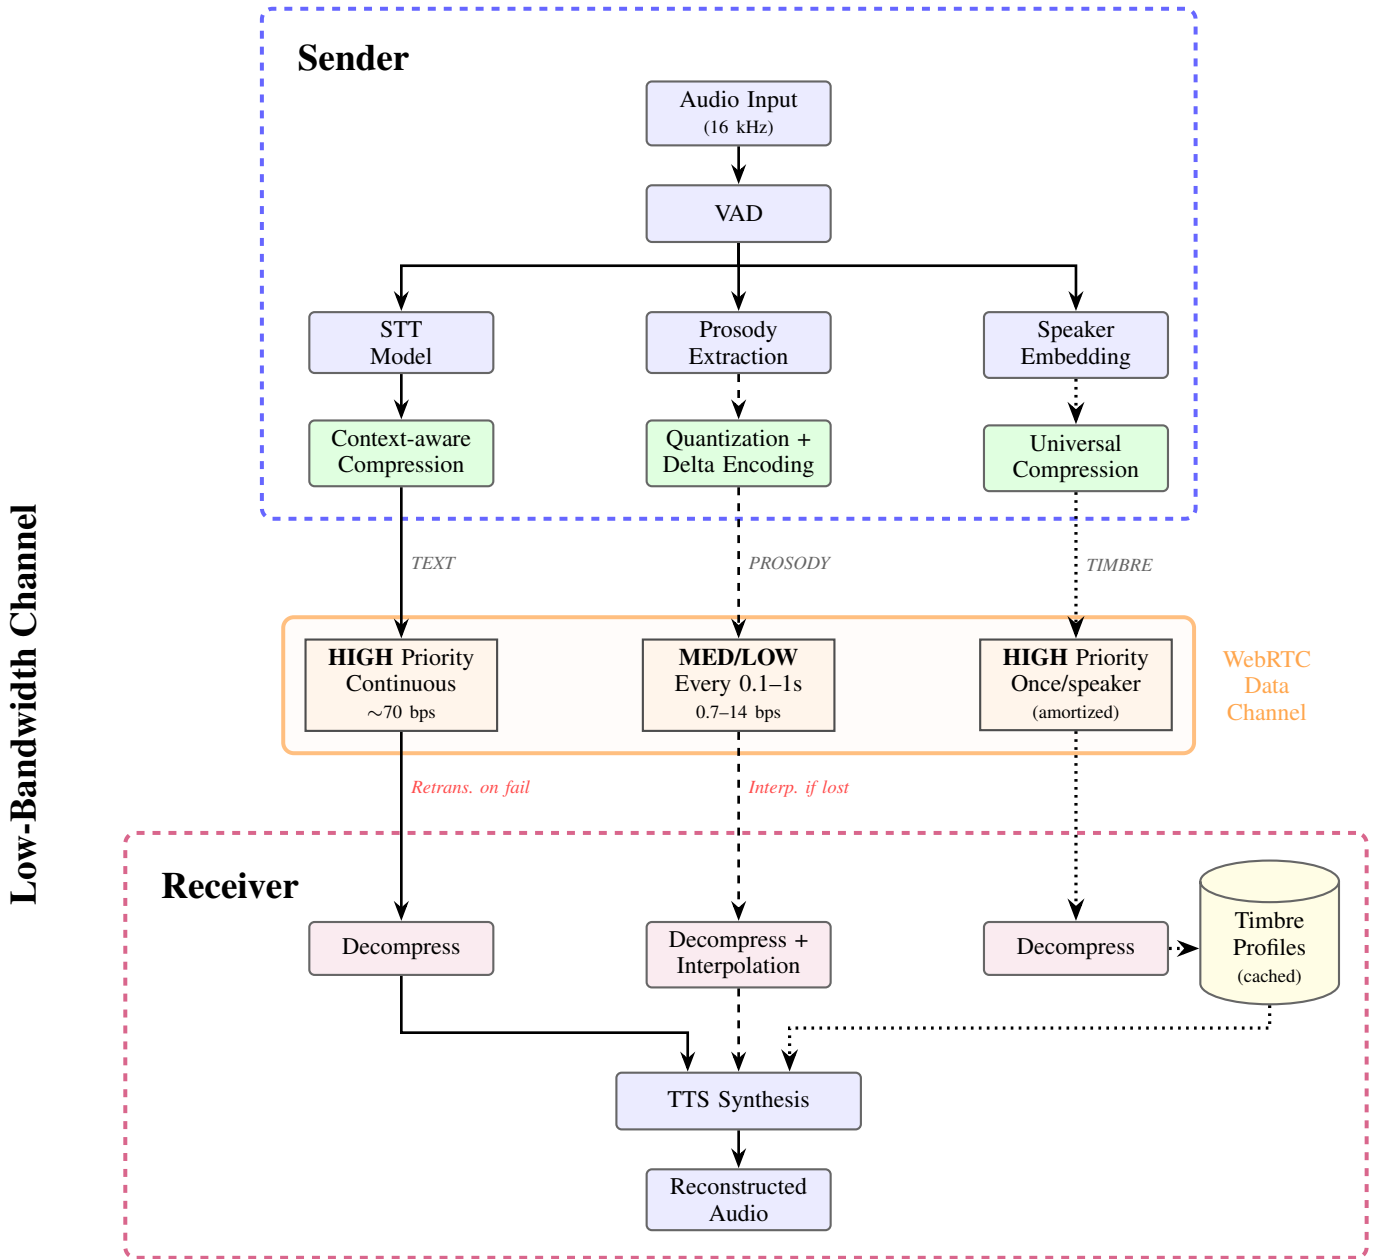 Sender
Audio Input
(16 kHz)
VAD
STT
Model
Prosody
Extraction
Speaker
Embedding
Context-aware
Compression
Quantization +
Delta Encoding
Universal
Compression
TEXT
PROSODY
TIMBRE
Low-Bandwidth Channel
HIGH Priority
Continuous
∼70 bps
MED/LOW
Every 0.1–1s
0.7–14 bps
HIGH Priority
Once/speaker
(amortized)
WebRTC
Data
Channel
Retrans. on fail
Interp. if lost
Receiver
Decompress
Decompress +
Interpolation
Decompress
Timbre
Profiles
(cached)
TTS Synthesis
Reconstructed
Audio